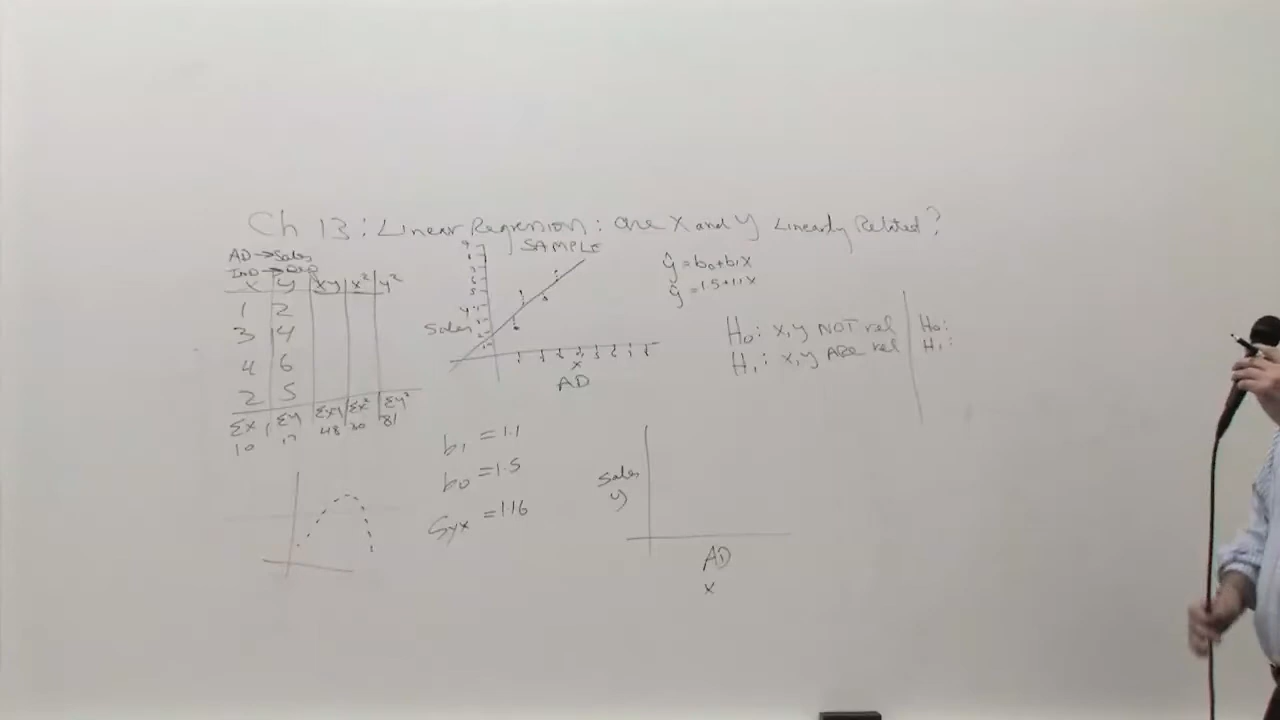 Ch 13: Linear Regression: are X and Y Linearly Related?
AD → Sales
IND → DEP
x y xy x² y²
1 2
3 4
4 6
2 5
Σx Σy Σxy Σx² Σy²
10 17 48 30 81
SAMPLE
Sales
x
AD
ŷ = b₀+b₁x
ŷ = 1.5+1.1x
H₀: x,y NOT rel
H₁: x,y ARE rel
H₀:
H₁:
b₁ = 1.1
b₀ = 1.5
Syx = 1.16
Sales
y
AD
x